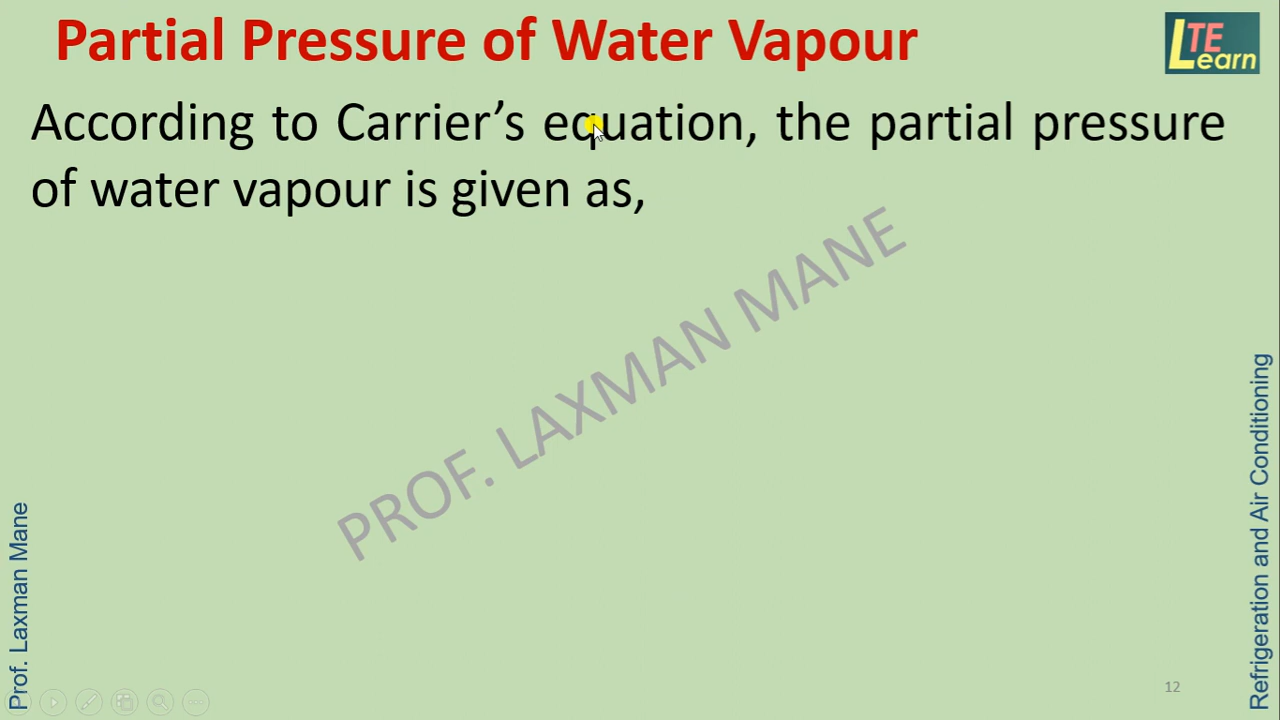 Partial Pressure of Water Vapour
LTE
Learn
According to Carrier’s equation, the partial pressure
of water vapour is given as,
PROF. LAXMAN MANE
Prof. Laxman Mane
Refrigeration and Air Conditioning
12